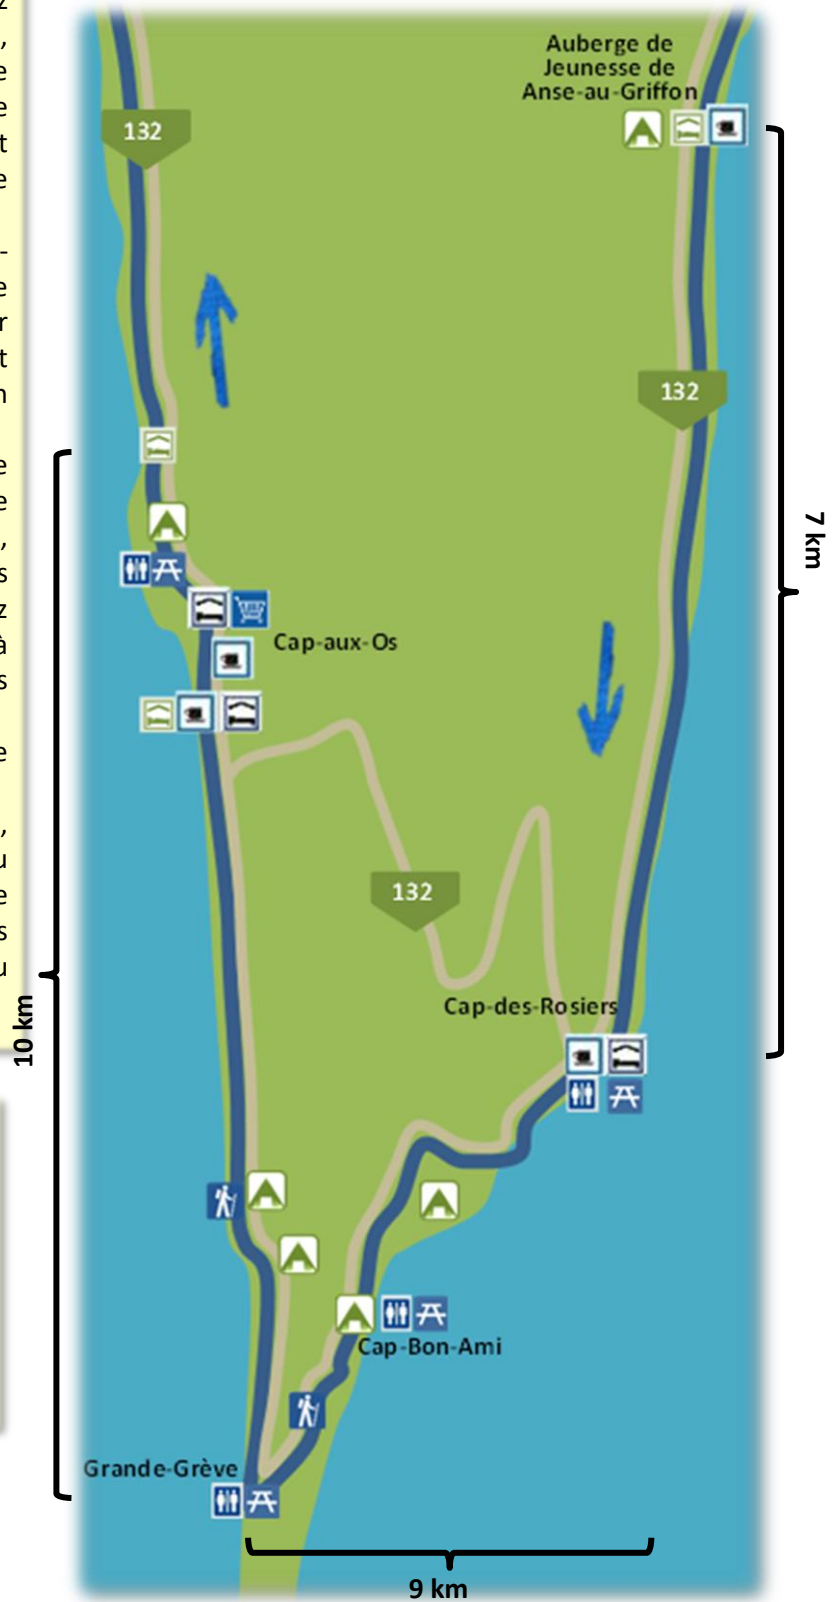 z
,
e
e
t
e
-
e
r
t
n
e
e
,
s
z
à
s
e
,
u
e
s
u
Auberge de
Jeunesse de
Anse-au-Griffon
132
132
7 km
Cap-aux-Os
132
Cap-des-Rosiers
10 km
Cap-Bon-Ami
Grande-Grève
9 km